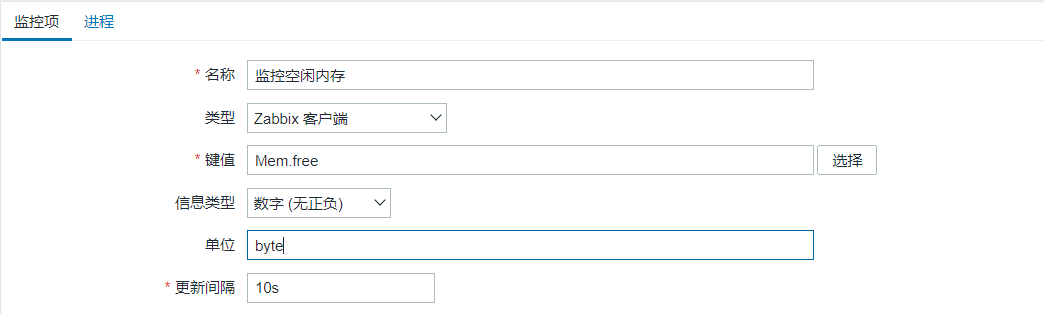 监控项 进程
* 名称 监控空闲内存
类型 Zabbix 客户端
* 键值 Mem.free 选择
信息类型 数字 (无正负)
单位 byte
* 更新间隔 10s